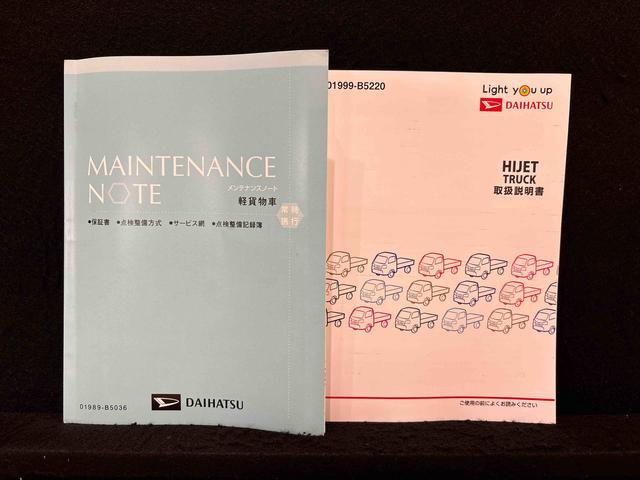 MAINTENANCE
NOTE
メンテナンスノート
軽貨物車
常時
携行
●保証書 ●点検整備方式 ●サービス網 ●点検整備記録簿
01989-B5036
DAIHATSU
01999-B5220
Light you up
DAIHATSU
HIJET
TRUCK
取扱説明書
ご使用の前によくお読みください